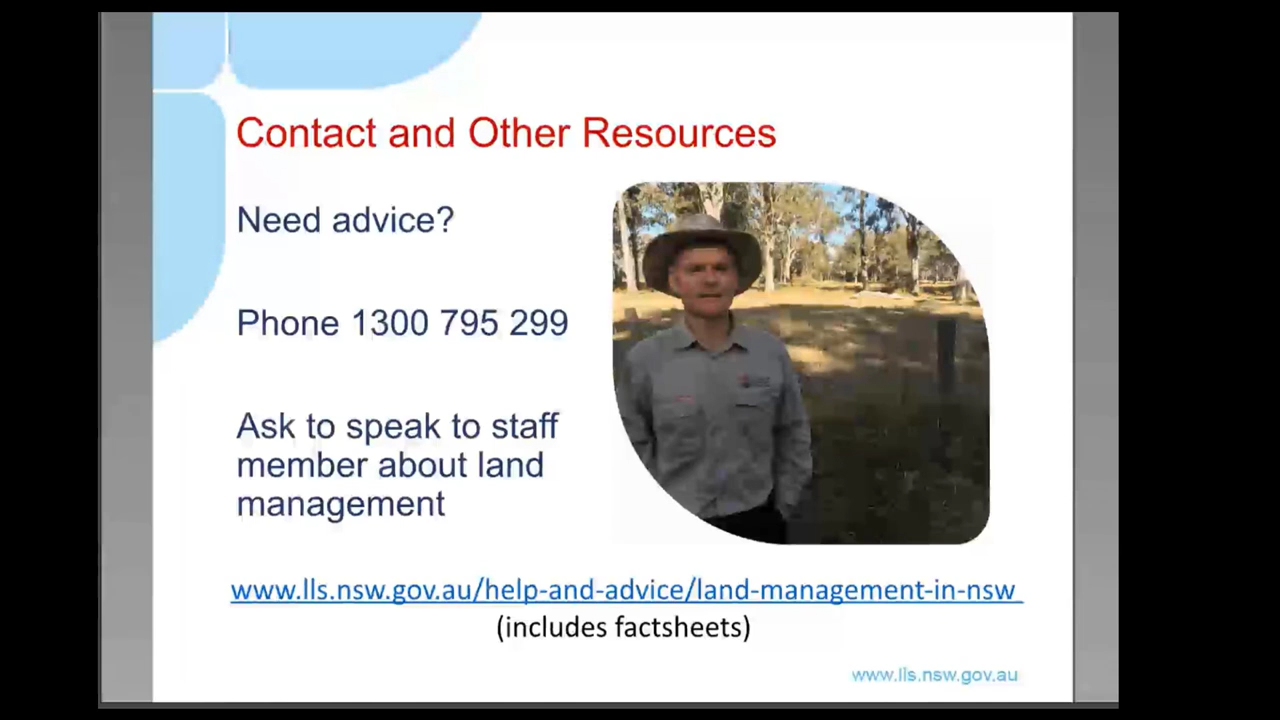 Contact and Other Resources
Need advice?
Phone 1300 795 299
Ask to speak to staff
member about land
management
www.lls.nsw.gov.au/help-and-advice/land-management-in-nsw
(includes factsheets)
www.lls.nsw.gov.au